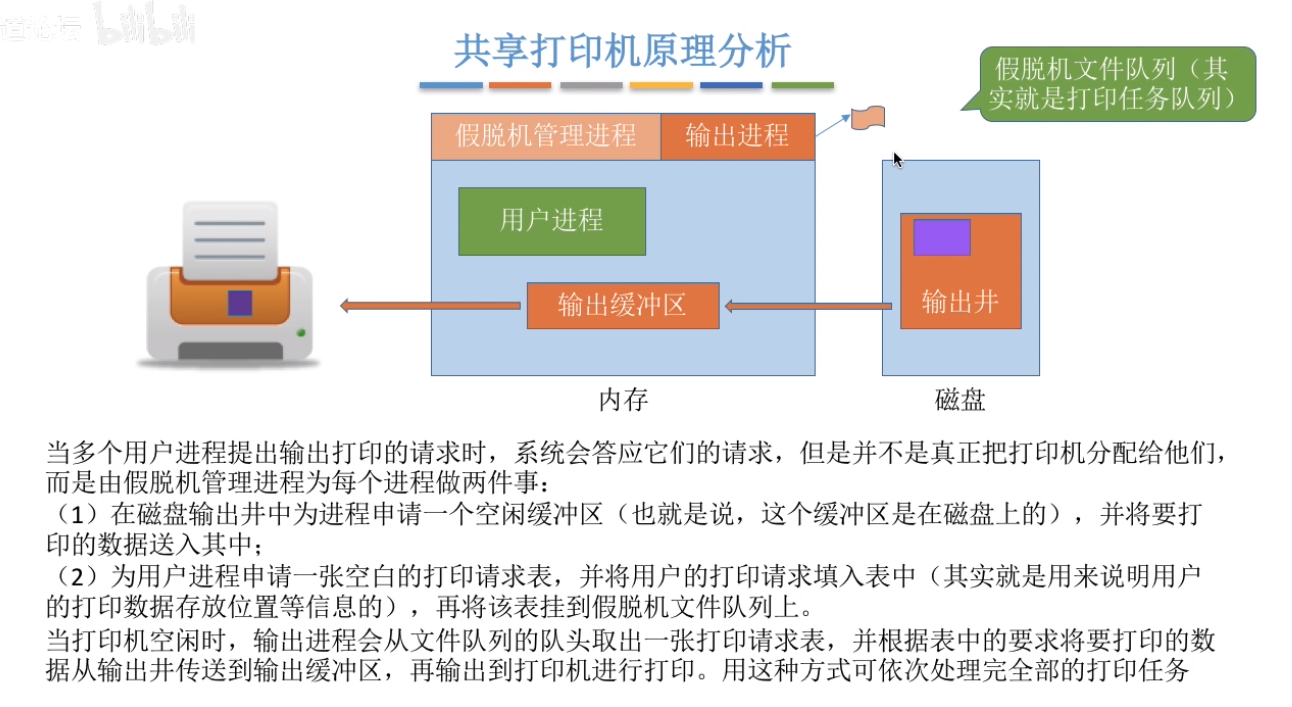 bilibili
共享打印机原理分析
假脱机文件队列（其
实就是打印任务队列）
假脱机管理进程
输出进程
用户进程
输出井
输出缓冲区
内存
磁盘
当多个用户进程提出输出打印的请求时，系统会答应它们的请求，但是并不是真正把打印机分配给他们，
而是由假脱机管理进程为每个进程做两件事：
（1）在磁盘输出井中为进程申请一个空闲缓冲区（也就是说，这个缓冲区是在磁盘上的），并将要打
印的数据送入其中；
（2）为用户进程申请一张空白的打印请求表，并将用户的打印请求填入表中（其实就是用来说明用户
的打印数据存放位置等信息的），再将该表挂到假脱机文件队列上。
当打印机空闲时，输出进程会从文件队列的队头取出一张打印请求表，并根据表中的要求将要打印的数
据从输出井传送到输出缓冲区，再输出到打印机进行打印。用这种方式可依次处理完全部的打印任务